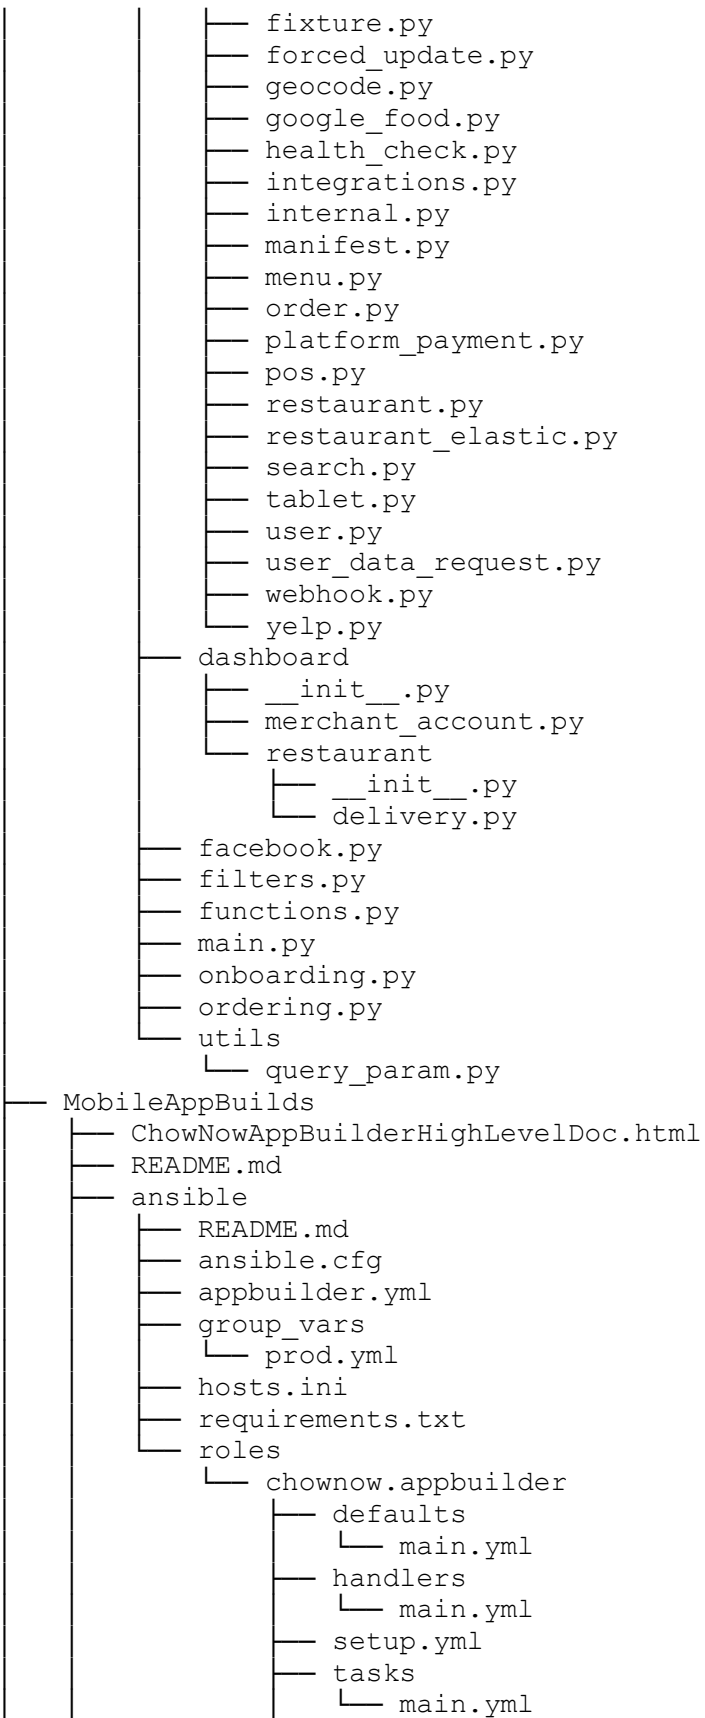 │       │   ├── fixture.py
│       │   ├── forced_update.py
│       │   ├── geocode.py
│       │   ├── google_food.py
│       │   ├── health_check.py
│       │   ├── integrations.py
│       │   ├── internal.py
│       │   ├── manifest.py
│       │   ├── menu.py
│       │   ├── order.py
│       │   ├── platform_payment.py
│       │   ├── pos.py
│       │   ├── restaurant.py
│       │   ├── restaurant_elastic.py
│       │   ├── search.py
│       │   ├── tablet.py
│       │   ├── user.py
│       │   ├── user_data_request.py
│       │   ├── webhook.py
│       │   └── yelp.py
│       ├── dashboard
│       │   ├── __init__.py
│       │   ├── merchant_account.py
│       │   └── restaurant
│       │       ├── __init__.py
│       │       └── delivery.py
│       ├── facebook.py
│       ├── filters.py
│       ├── functions.py
│       ├── main.py
│       ├── onboarding.py
│       ├── ordering.py
│       └── utils
│           └── query_param.py
├── MobileAppBuilds
│   ├── ChowNowAppBuilderHighLevelDoc.html
│   ├── README.md
│   ├── ansible
│   │   ├── README.md
│   │   ├── ansible.cfg
│   │   ├── appbuilder.yml
│   │   ├── group_vars
│   │   │   └── prod.yml
│   │   ├── hosts.ini
│   │   ├── requirements.txt
│   │   └── roles
│   │       └── chownow.appbuilder
│   │           ├── defaults
│   │           │   └── main.yml
│   │           ├── handlers
│   │           │   └── main.yml
│   │           ├── setup.yml
│   │           ├── tasks
│   │           │   └── main.yml